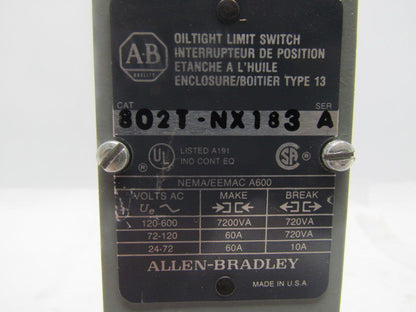 A-B
QUALITY
OILTIGHT LIMIT SWITCH
INTERRUPTEUR DE POSITION
ETANCHE A L'HUILE
ENCLOSURE/BOITIER TYPE 13
CAT SER
802T-NX183 A
UL LISTED A191
IND CONT EQ
NEMA/EEMAC A600
VOLTS AC MAKE BREAK
Ue
120-600 7200VA 720VA
72-120 60A 720VA
24-72 60A 10A
ALLEN-BRADLEY
MADE IN U.S.A.